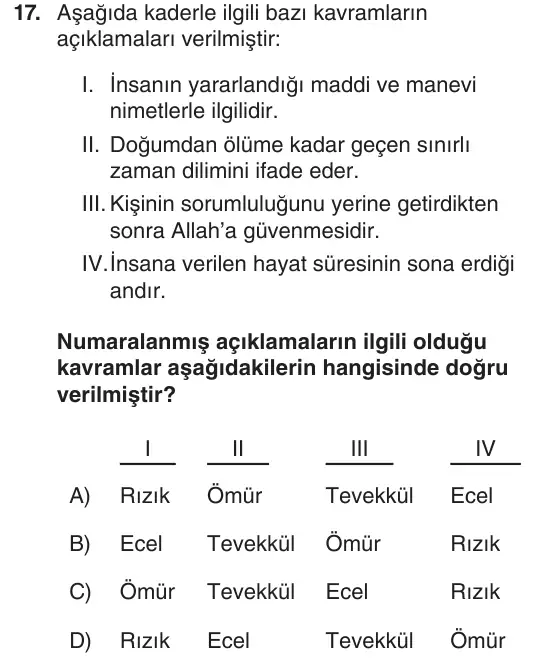 17. Aşağıda kaderle ilgili bazı kavramların
açıklamaları verilmiştir:
I. İnsanın yararlandığı maddi ve manevi
nimetlerle ilgilidir.
II. Doğumdan ölüme kadar geçen sınırlı
zaman dilimini ifade eder.
III. Kişinin sorumluluğunu yerine getirdikten
sonra Allah'a güvenmesidir.
IV.İnsana verilen hayat süresinin sona erdiği
andır.
Numaralanmış açıklamaların ilgili olduğu
kavramlar aşağıdakilerin hangisinde doğru
verilmiştir?
I II III IV
A) Rızık Ömür Tevekkül Ecel
B) Ecel Tevekkül Ömür Rızık
C) Ömür Tevekkül Ecel Rızık
D) Rızık Ecel Tevekkül Ömür